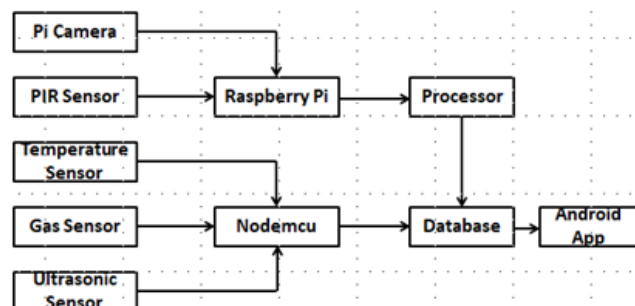 Pi Camera
PIR Sensor
Raspberry Pi
Processor
Temperature
Sensor
Gas Sensor
Nodemcu
Database
Android
App
Ultrasonic
Sensor